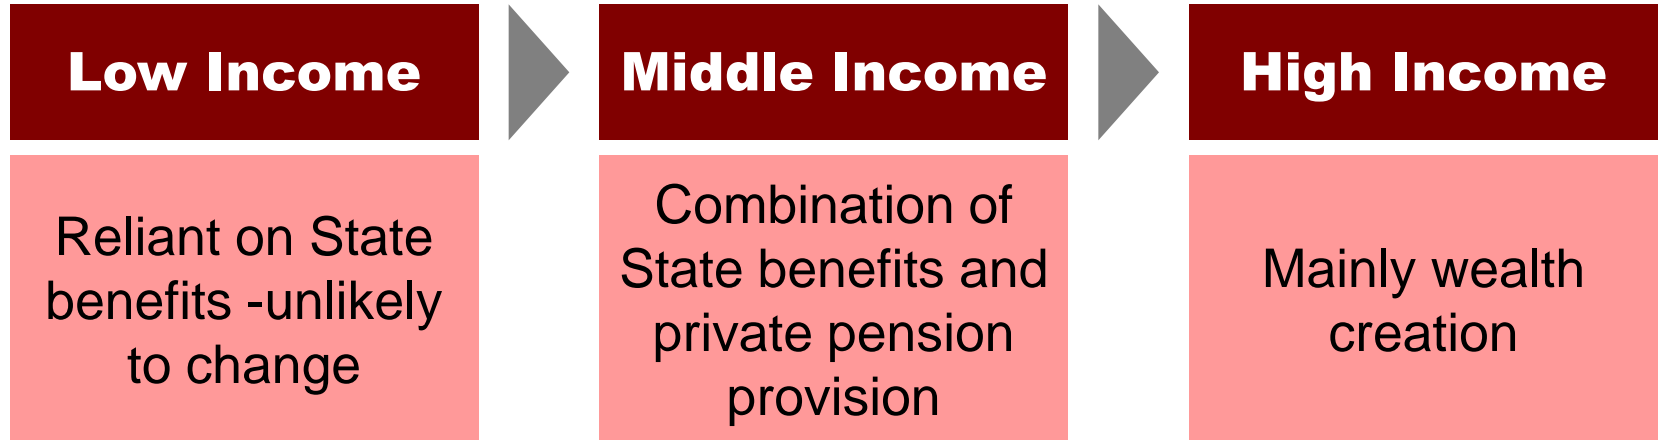 Low Income
Reliant on State
benefits -unlikely
to change
Middle Income
Combination of
State benefits and
private pension
provision
High Income
Mainly wealth
creation